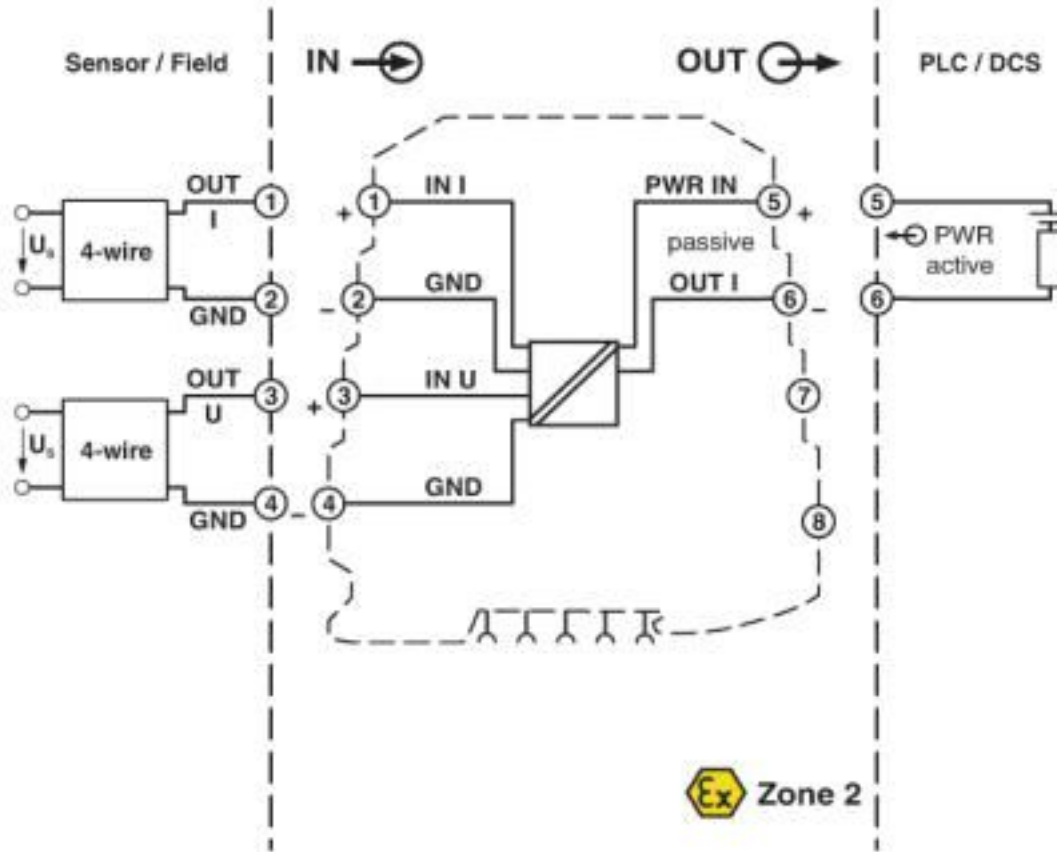 Sensor / Field
IN
OUT
PLC / DCS
OUT
I
1
1
IN I
PWR IN
5
5
+
+
Us
4-wire
passive
PWR
active
2
2
GND
OUT I
6
6
GND
–
–
OUT
U
3
3
IN U
7
+
Us
4-wire
GND
4
–
4
GND
8
Ex Zone 2